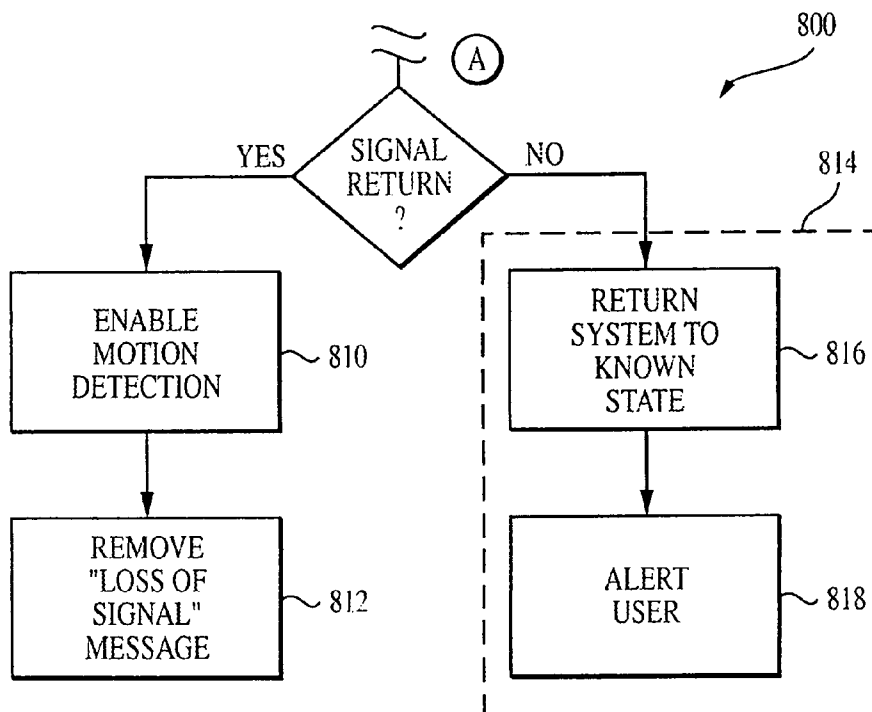 800
A
SIGNAL
RETURN
?
YES
NO
814
ENABLE
MOTION
DETECTION
810
RETURN
SYSTEM TO
KNOWN
STATE
816
REMOVE
"LOSS OF
SIGNAL"
MESSAGE
812
ALERT
USER
818